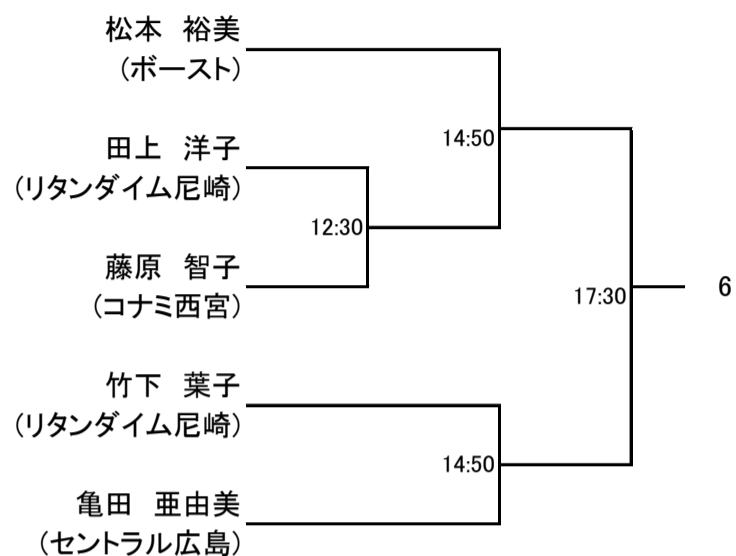 松本　裕美
(ボースト)
14:50
田上　洋子
(リタンダイム尼崎)
12:30
藤原　智子
(コナミ西宮)
17:30
6
竹下　葉子
(リタンダイム尼崎)
14:50
亀田　亜由美
(セントラル広島)